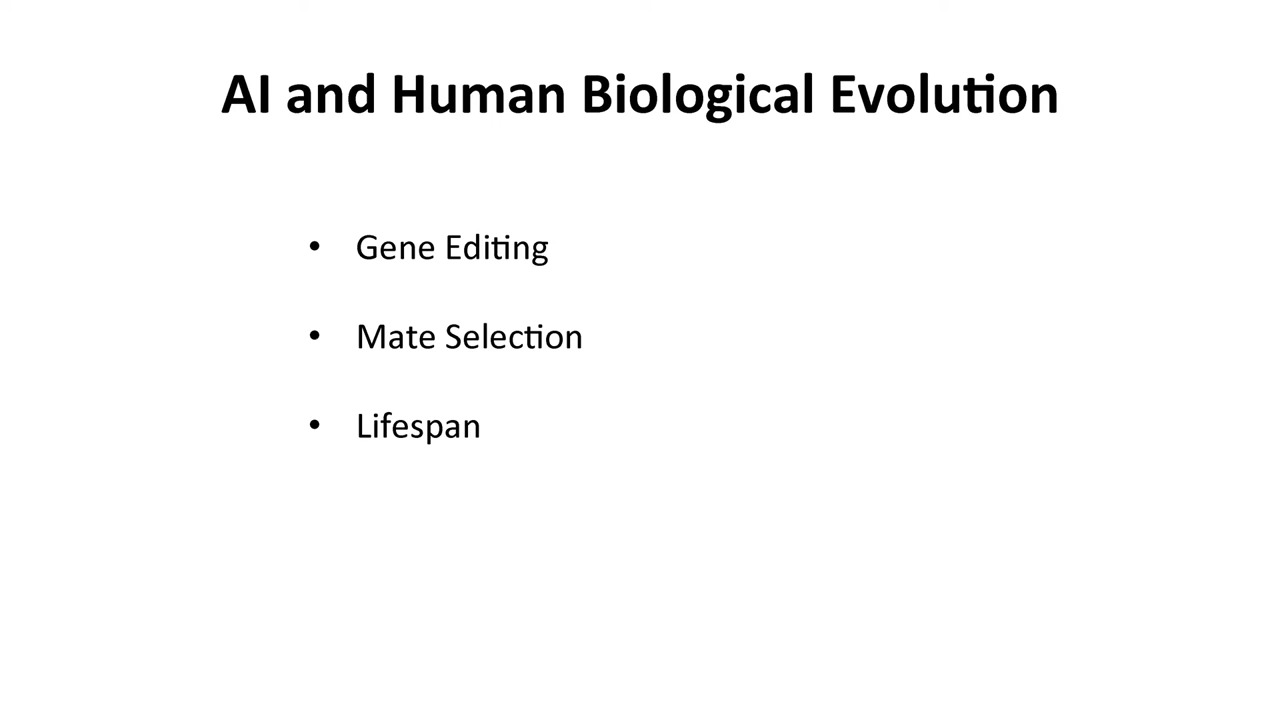 AI and Human Biological Evolution
• Gene Editing
• Mate Selection
• Lifespan